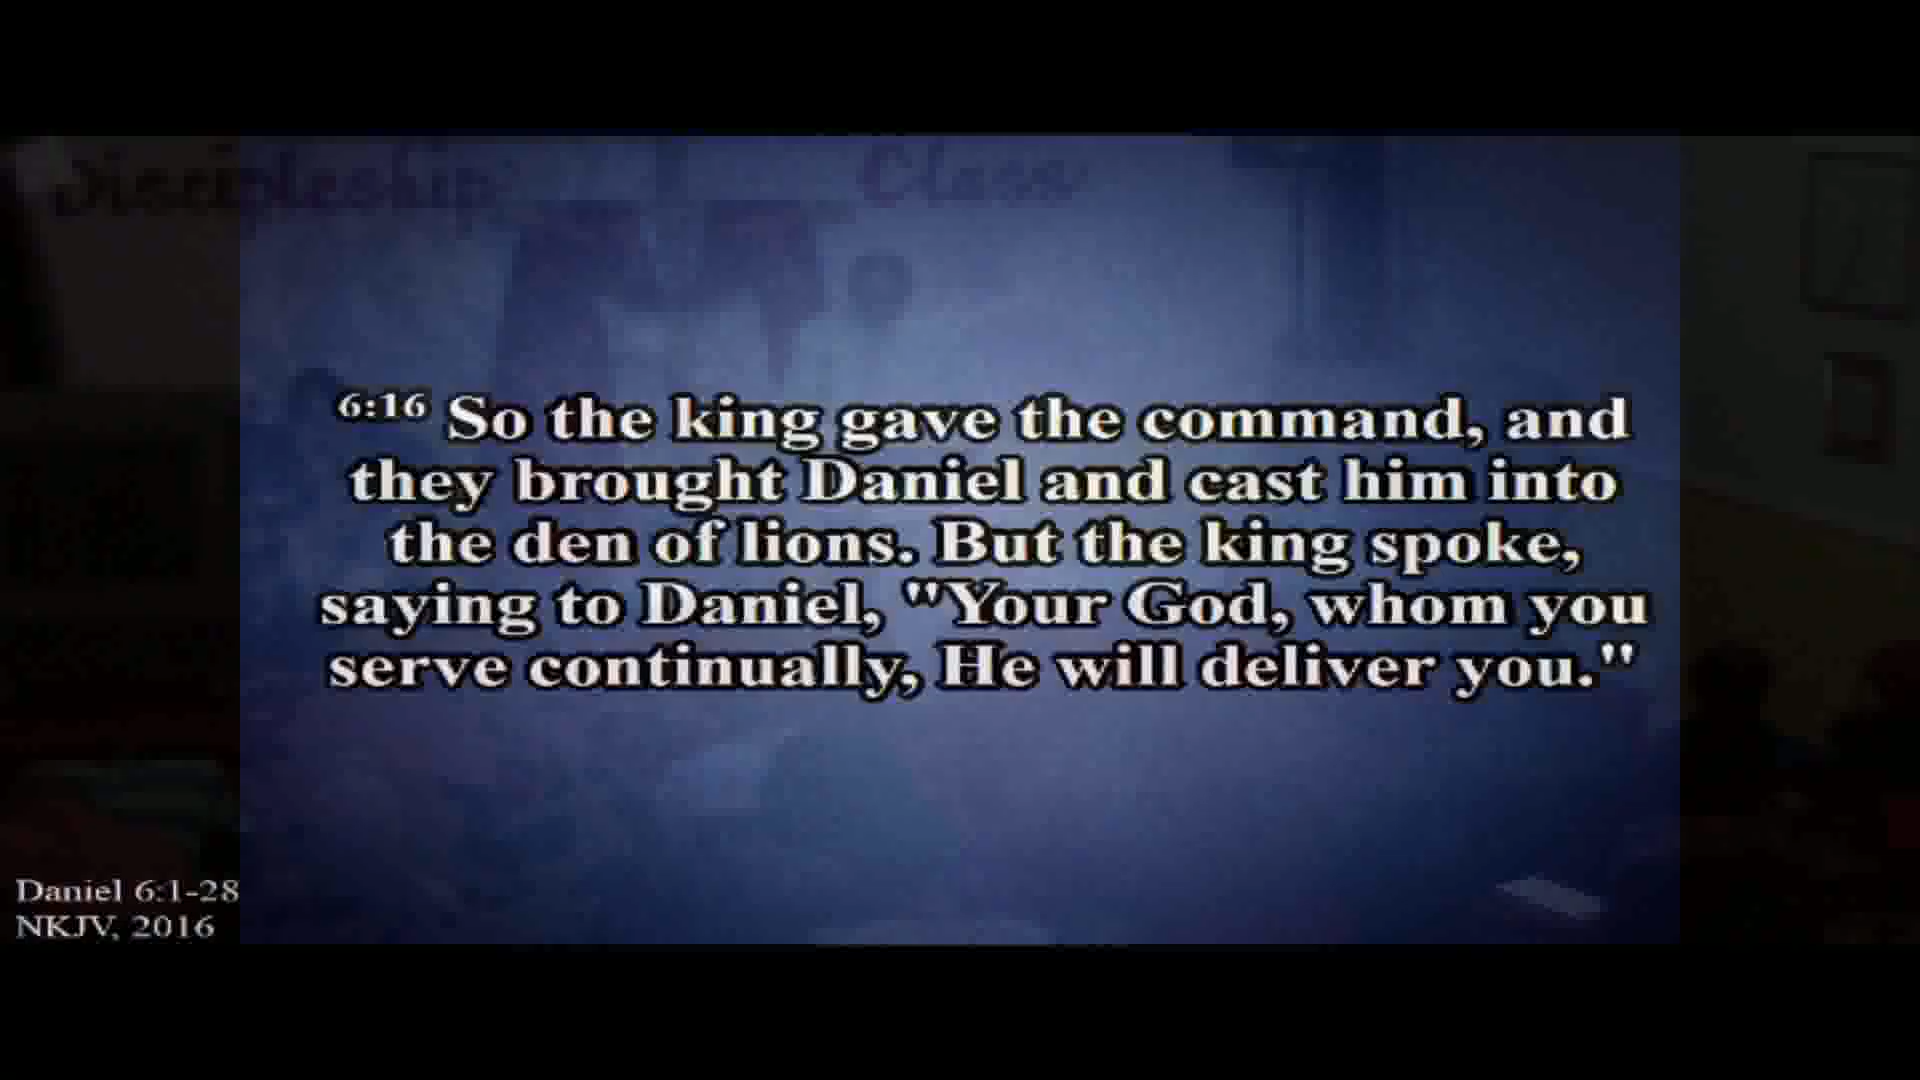 Discipleship Class
6:16 So the king gave the command, and
they brought Daniel and cast him into
the den of lions. But the king spoke,
saying to Daniel, "Your God, whom you
serve continually, He will deliver you."
Daniel 6:1-28
NKJV, 2016